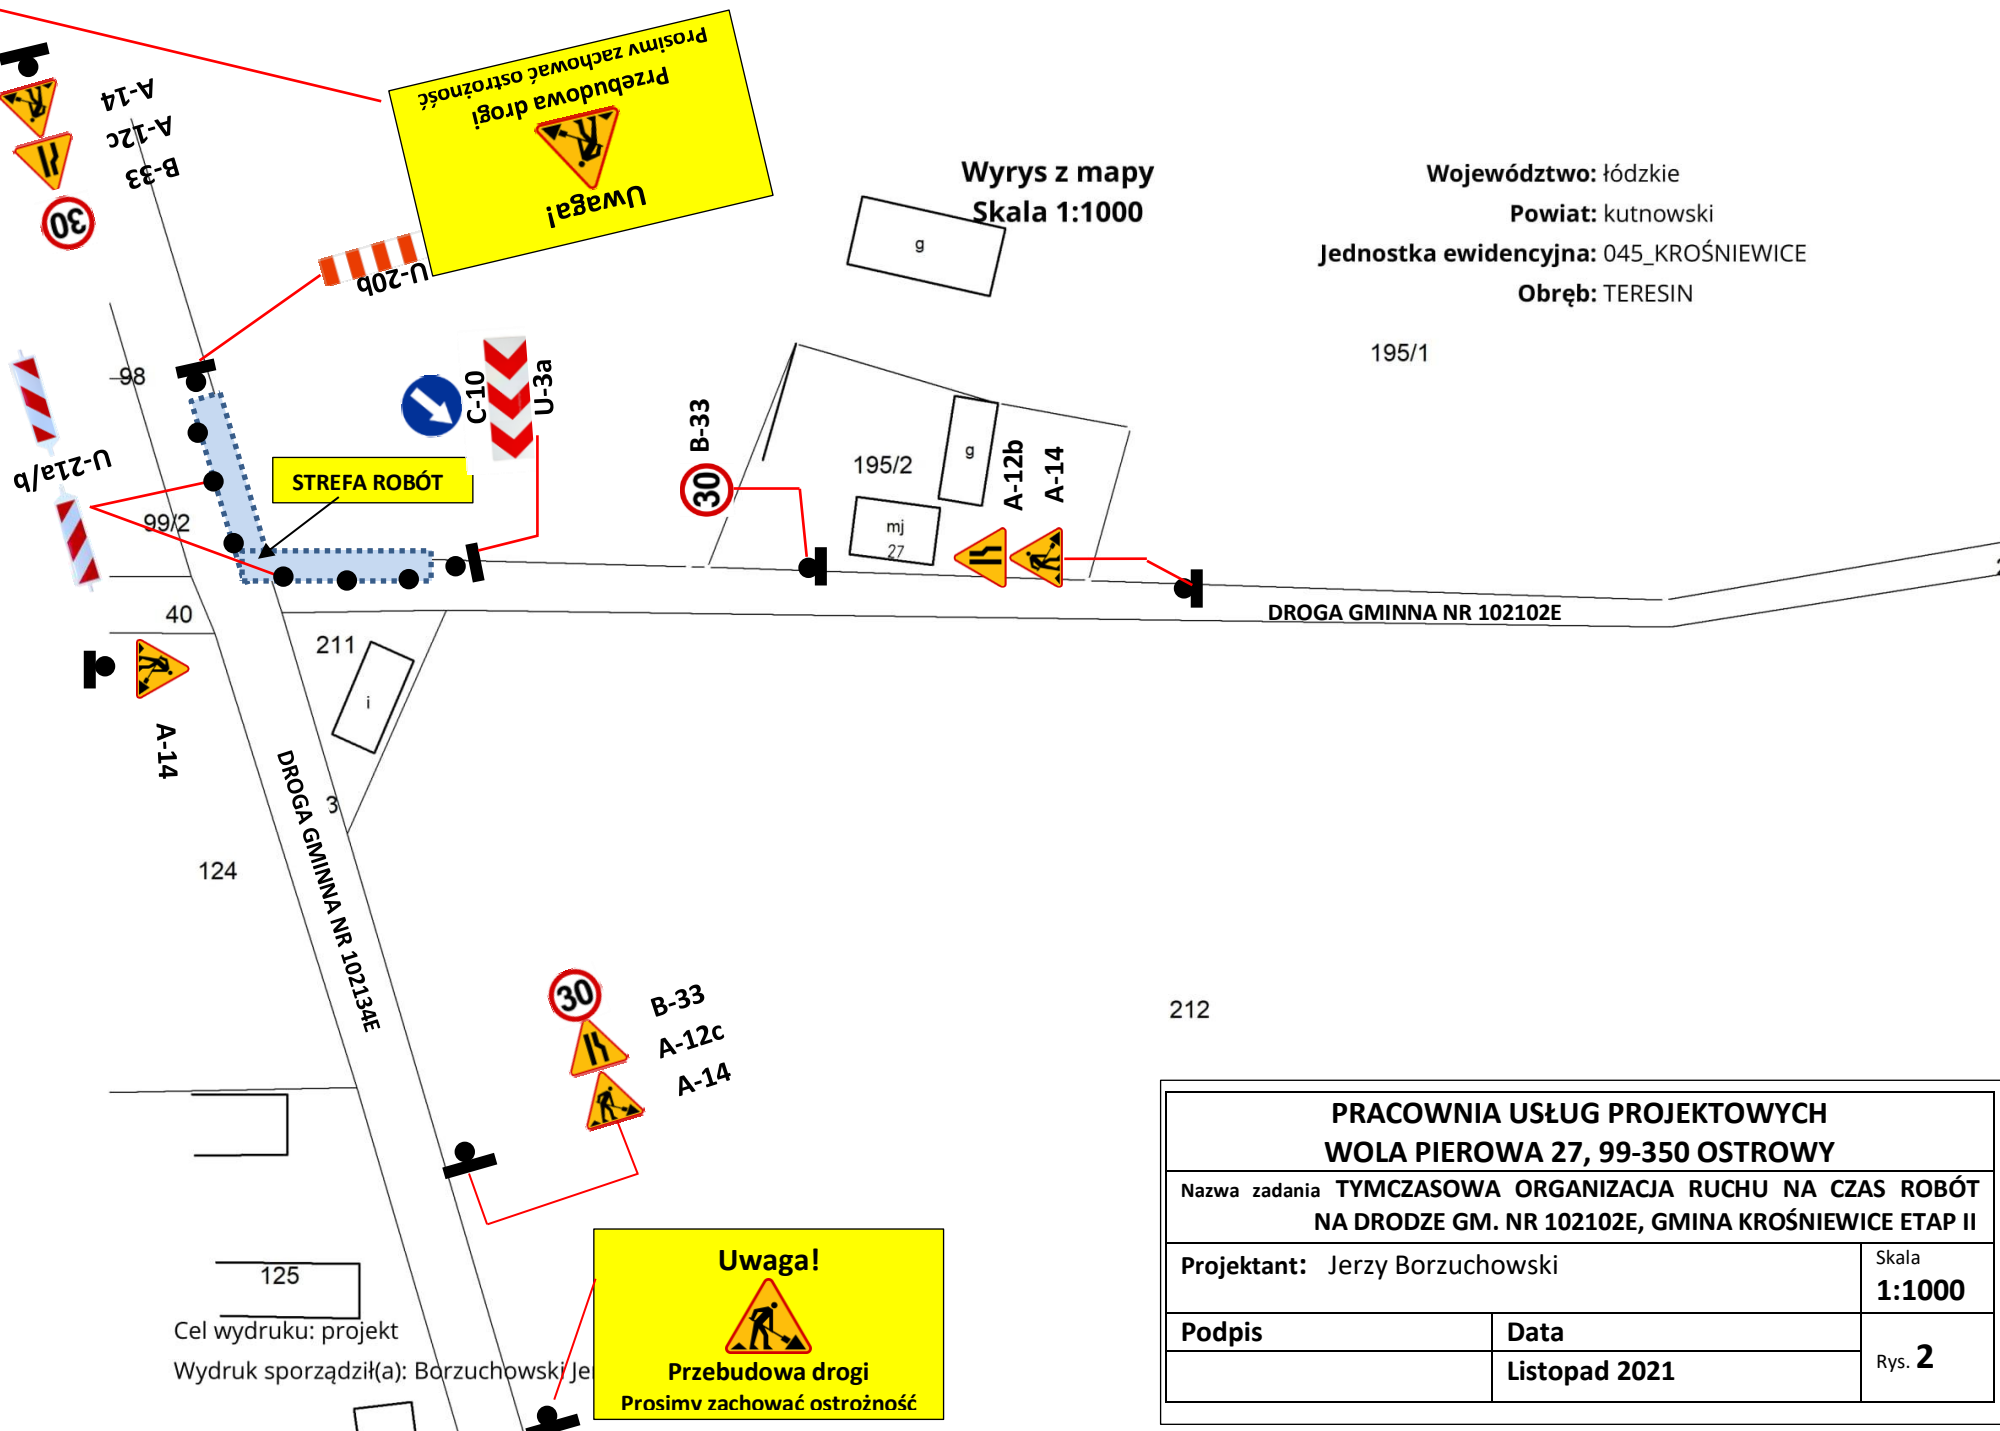 A-14
A-12c
B-33
30
Prosimy zachować ostrożność
Przebudowa drogi
Uwaga!
U-20b
Wyrys z mapy
Skala 1:1000
g
Województwo: łódzkie
Powiat: kutnowski
Jednostka ewidencyjna: 045_KROŚNIEWICE
Obręb: TERESIN
195/1
98
C-10
U-3a
B-33
30
195/2
g
A-12b
A-14
U-21a/b
STREFA ROBÓT
99/2
mj
27
40
DROGA GMINNA NR 102102E
211
i
A-14
DROGA GMINNA NR 102134E
3
124
30
B-33
A-12c
A-14
212
125
Cel wydruku: projekt
Wydruk sporządził(a): Borzuchowski Je
Uwaga!
Przebudowa drogi
Prosimy zachować ostrożność
PRACOWNIA USŁUG PROJEKTOWYCH
WOLA PIEROWA 27, 99-350 OSTROWY
Nazwa zadania TYMCZASOWA ORGANIZACJA RUCHU NA CZAS ROBÓT
NA DRODZE GM. NR 102102E, GMINA KROŚNIEWICE ETAP II
Projektant: Jerzy Borzuchowski
Skala
1:1000
Podpis
Data
Listopad 2021
Rys. 2